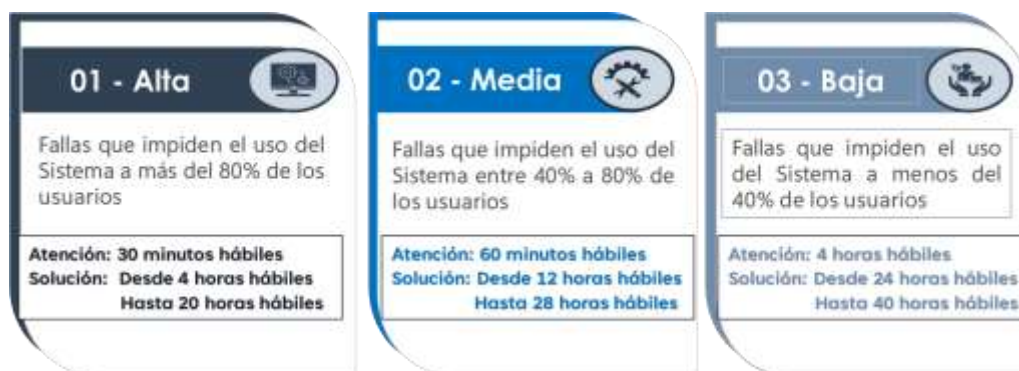 01 - Alta
Fallas que impiden el uso del
Sistema a más del 80% de los
usuarios
Atención: 30 minutos hábiles
Solución: Desde 4 horas hábiles
Hasta 20 horas hábiles
02 - Media
Fallas que impiden el uso del
Sistema entre 40% a 80% de
los usuarios
Atención: 60 minutos hábiles
Solución: Desde 12 horas hábiles
Hasta 28 horas hábiles
03 - Baja
Fallas que impiden el uso
del Sistema a menos del
40% de los usuarios
Atención: 4 horas hábiles
Solución: Desde 24 horas hábiles
Hasta 40 horas hábiles